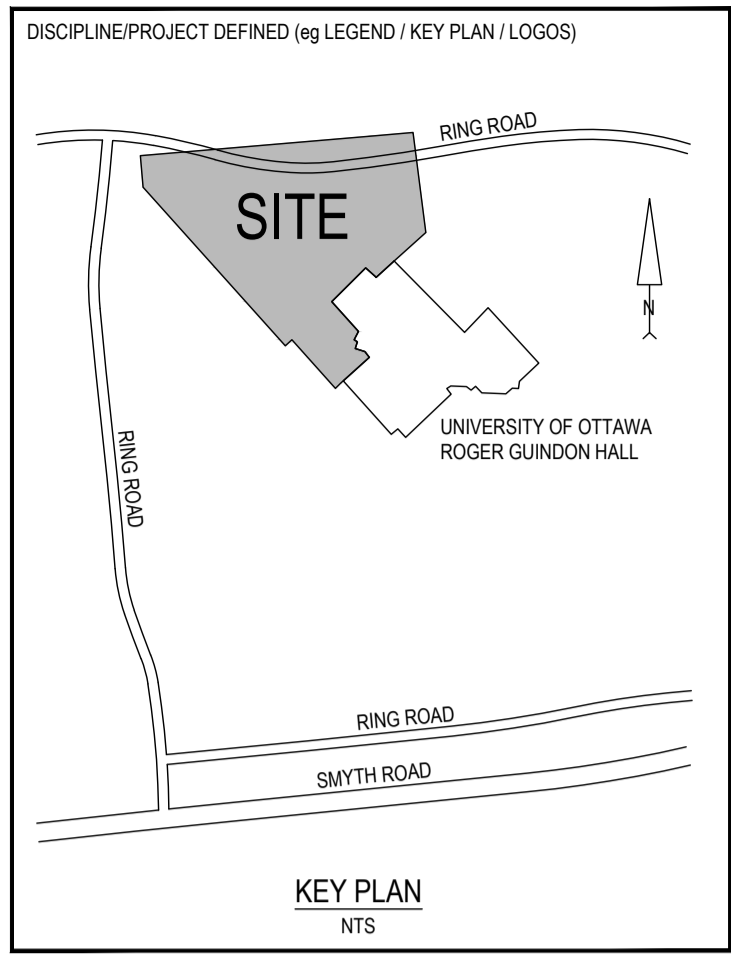 DISCIPLINE/PROJECT DEFINED (eg LEGEND / KEY PLAN / LOGOS)
RING ROAD
SITE
N
UNIVERSITY OF OTTAWA
ROGER GUINDON HALL
RING ROAD
RING ROAD
SMYTH ROAD
KEY PLAN
NTS